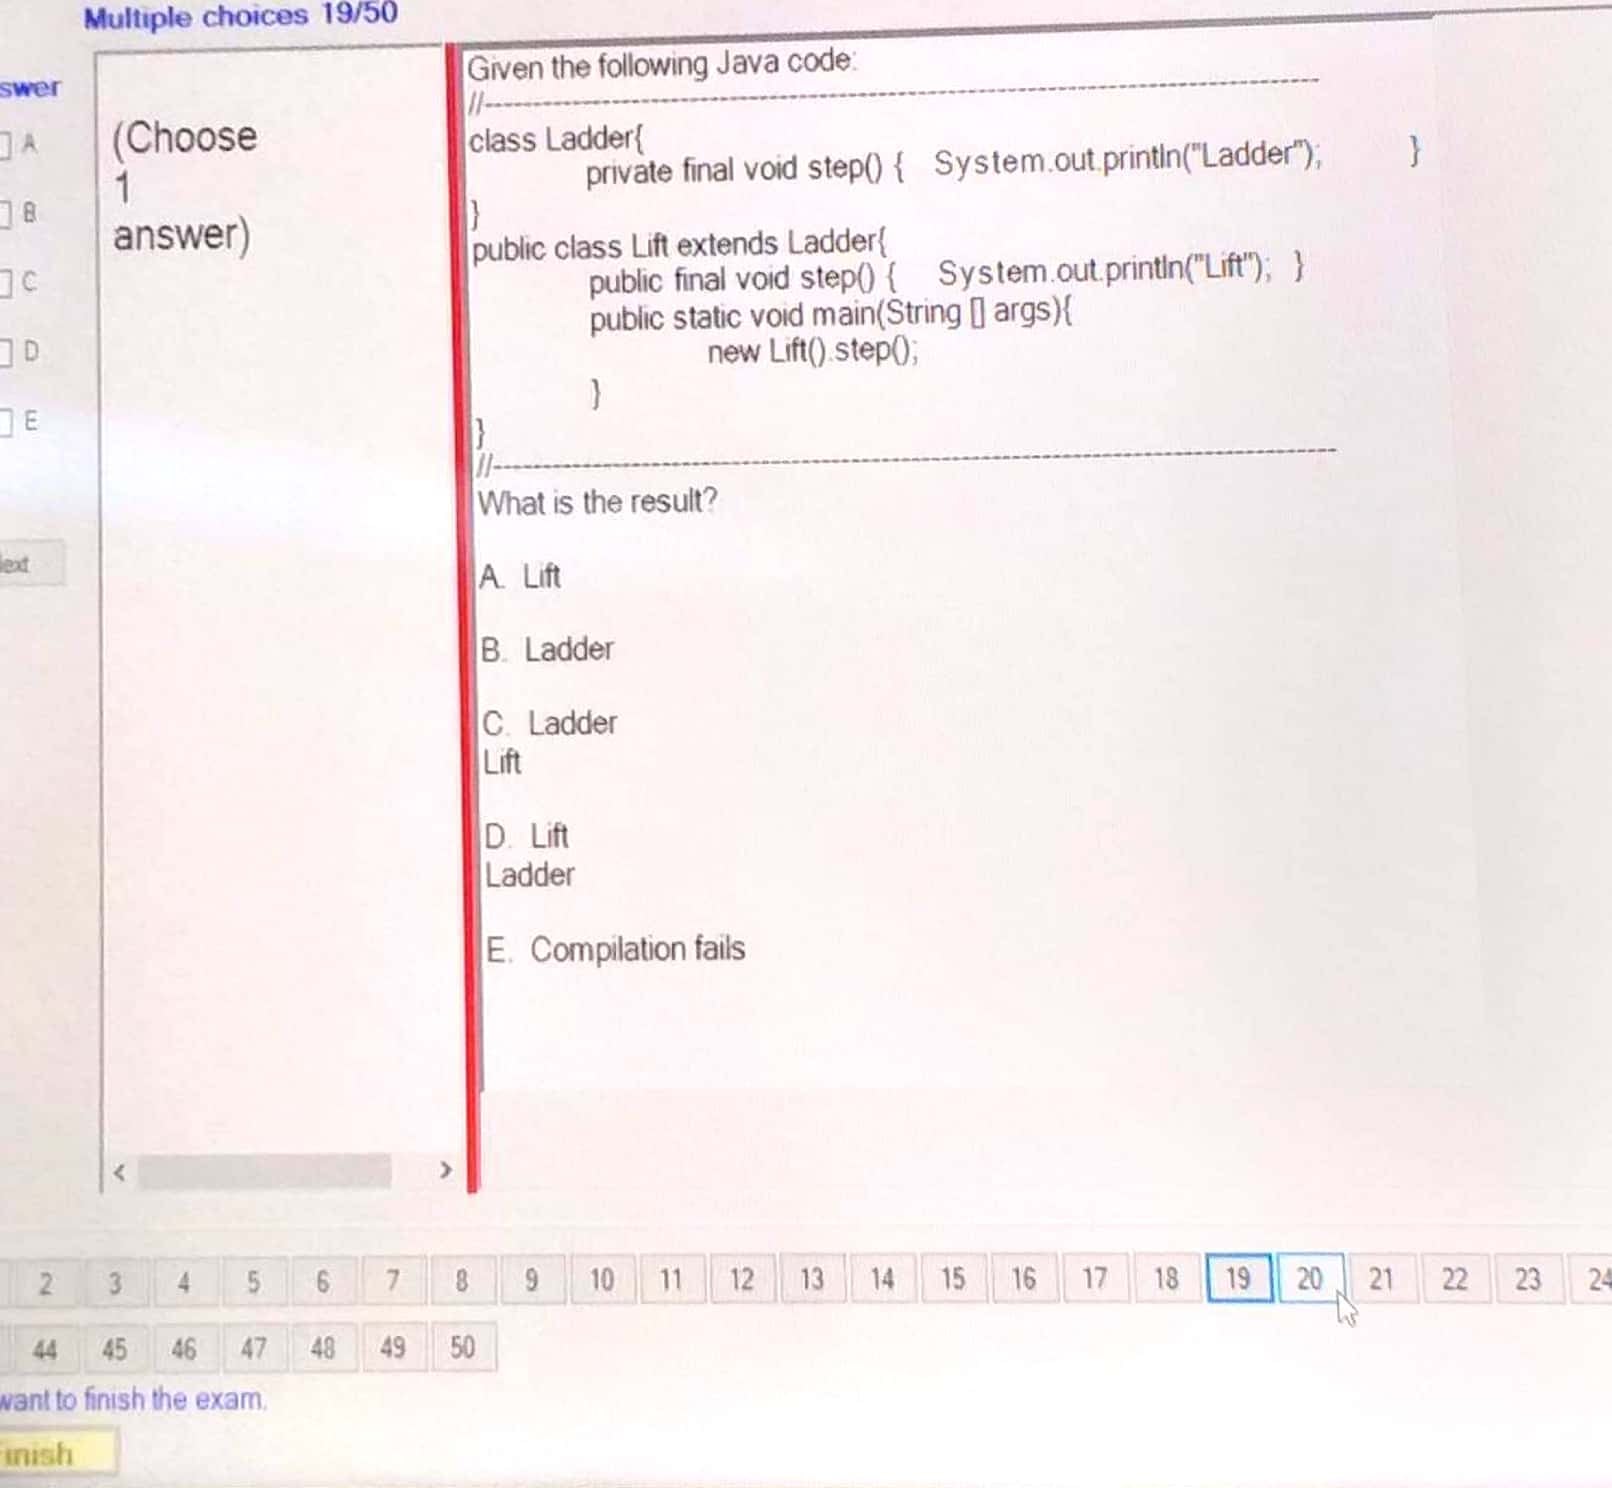 Multiple choices 19/50
swer
A
B
C
D
E
ext
(Choose
1
answer)
Given the following Java code:
//--------------------------------------------------------------------------------
class Ladder{
private final void step() { System.out.println("Ladder"); }
}
public class Lift extends Ladder{
public final void step() { System.out.println("Lift"); }
public static void main(String [] args){
new Lift().step();
}
}
//--------------------------------------------------------------------------------
What is the result?
A. Lift
B. Ladder
C. Ladder
Lift
D. Lift
Ladder
E. Compilation fails
< >
2 3 4 5 6 7 8 9 10 11 12 13 14 15 16 17 18 19 20 21 22 23 24
44 45 46 47 48 49 50
want to finish the exam.
inish